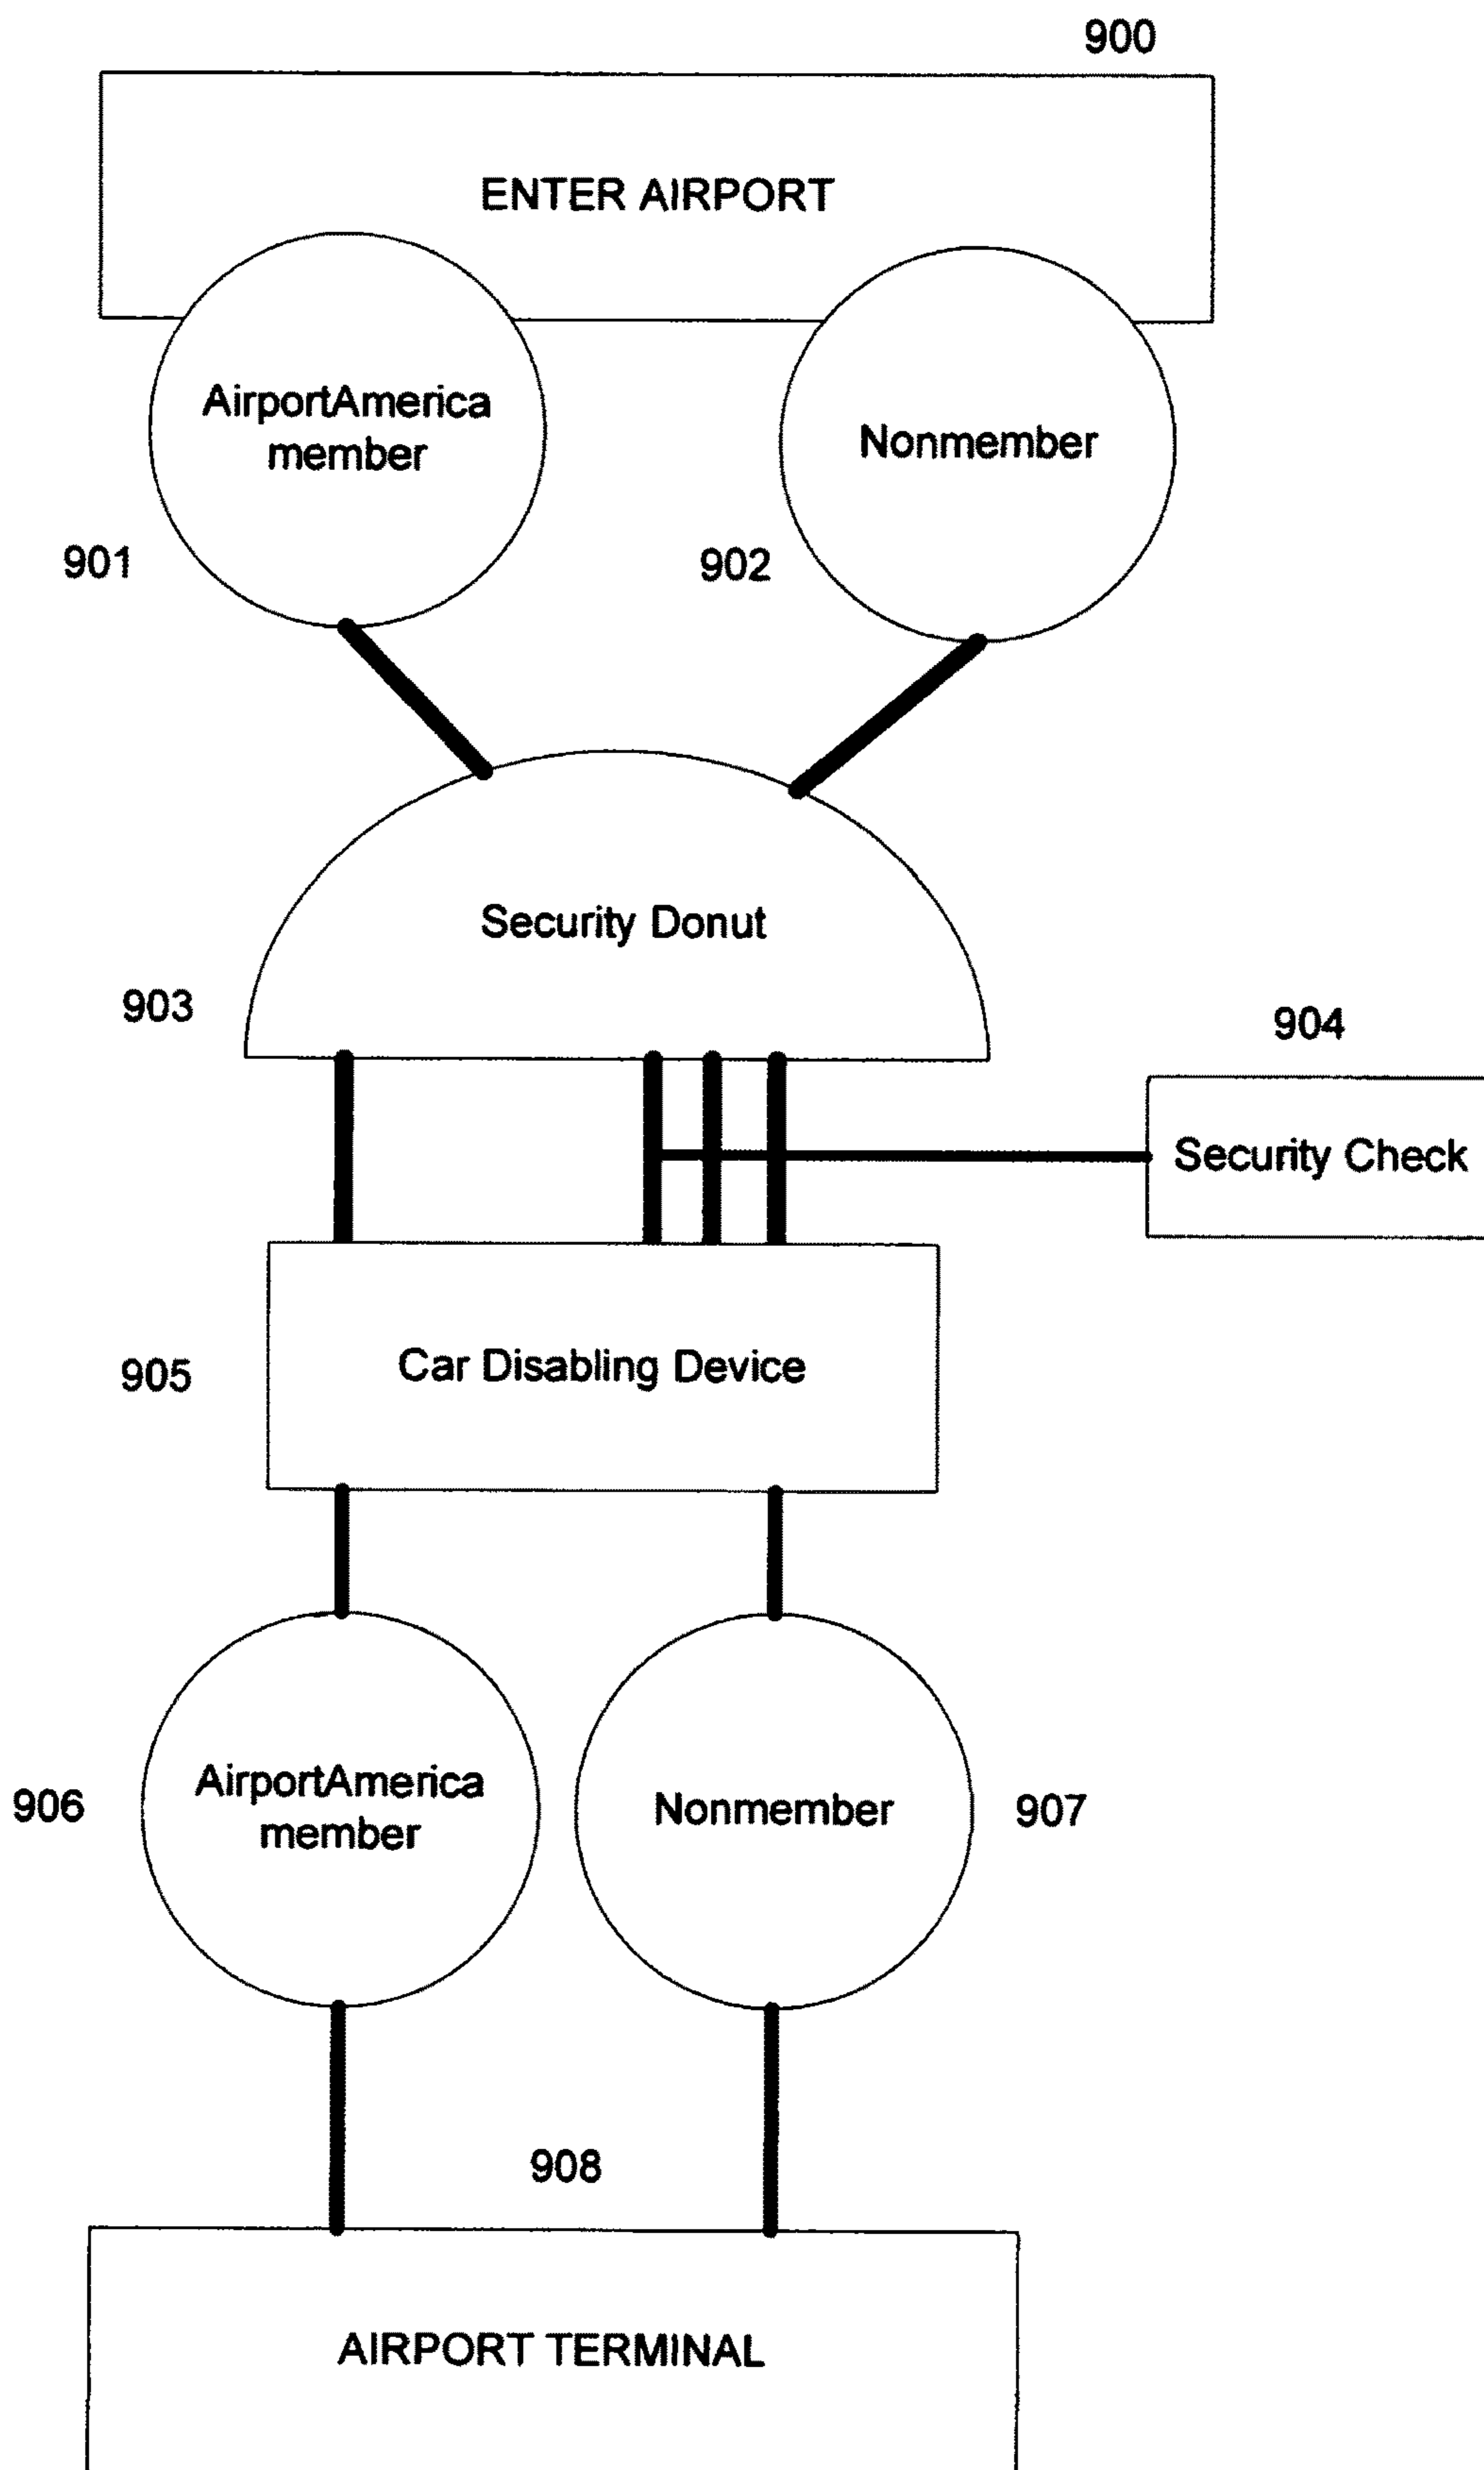 900
ENTER AIRPORT
AirportAmerica
member
Nonmember
901
902
Security Donut
903
904
Security Check
Car Disabling Device
905
AirportAmerica
member
906
Nonmember
907
908
AIRPORT TERMINAL